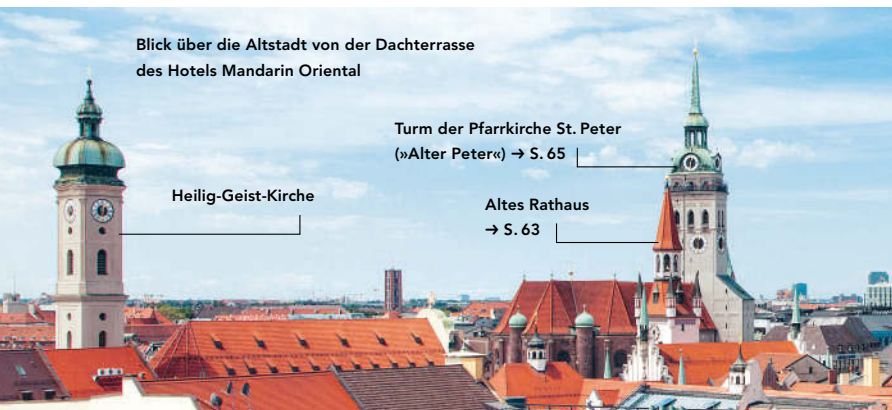 Blick über die Altstadt von der Dachterrasse
des Hotels Mandarin Oriental
Turm der Pfarrkirche St. Peter
(»Alter Peter«) → S. 65
Heilig-Geist-Kirche
Altes Rathaus
→ S. 63